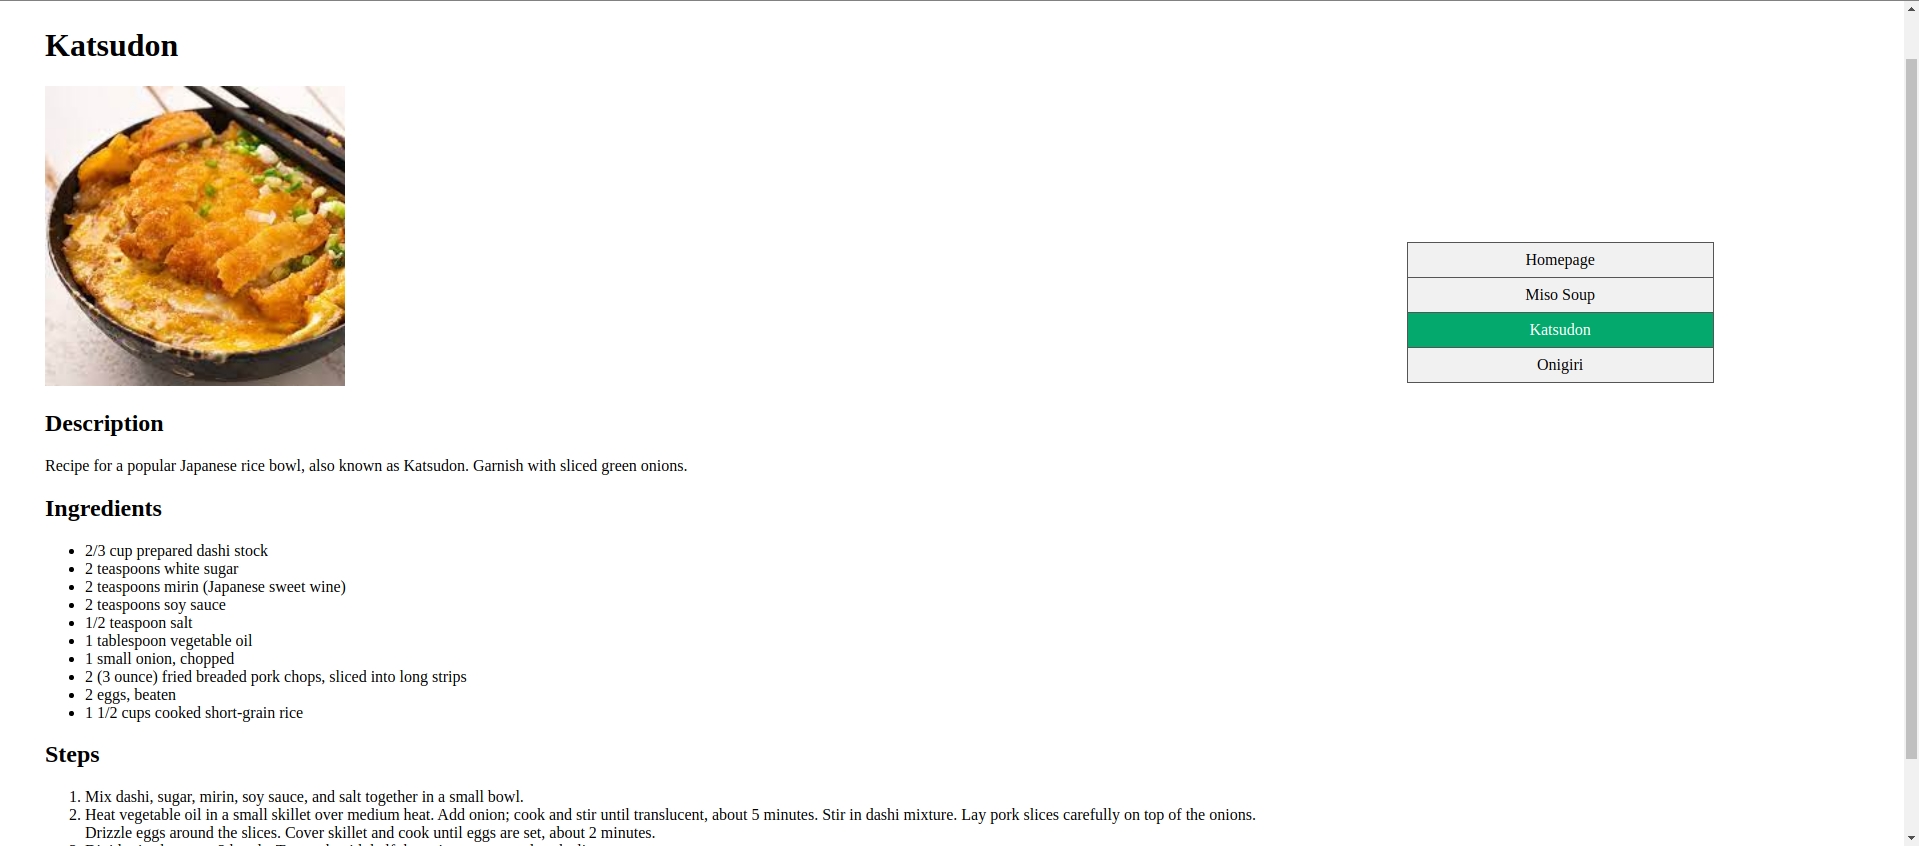 Katsudon
Homepage
Miso Soup
Katsudon
Onigiri
Description
Recipe for a popular Japanese rice bowl, also known as Katsudon. Garnish with sliced green onions.
Ingredients
2/3 cup prepared dashi stock
2 teaspoons white sugar
2 teaspoons mirin (Japanese sweet wine)
2 teaspoons soy sauce
1/2 teaspoon salt
1 tablespoon vegetable oil
1 small onion, chopped
2 (3 ounce) fried breaded pork chops, sliced into long strips
2 eggs, beaten
1 1/2 cups cooked short-grain rice
Steps
1. Mix dashi, sugar, mirin, soy sauce, and salt together in a small bowl.
2. Heat vegetable oil in a small skillet over medium heat. Add onion; cook and stir until translucent, about 5 minutes. Stir in dashi mixture. Lay pork slices carefully on top of the onions.
Drizzle eggs around the slices. Cover skillet and cook until eggs are set, about 2 minutes.